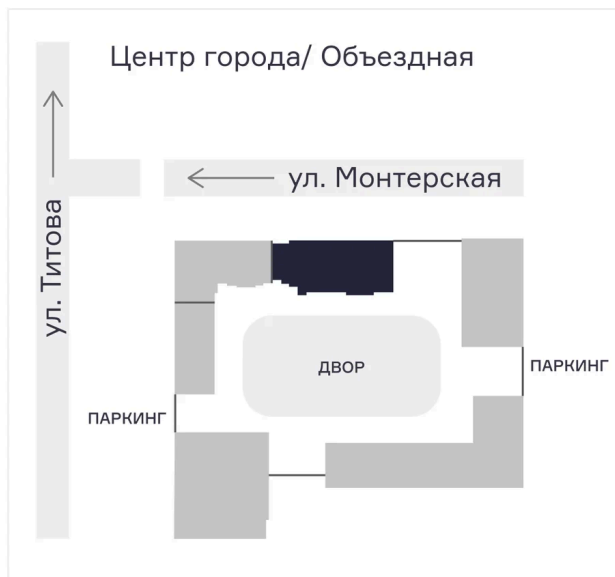 Центр города/ Объездная
ул. Монтерская
ул. Титова
ДВОР
ПАРКИНГ
ПАРКИНГ